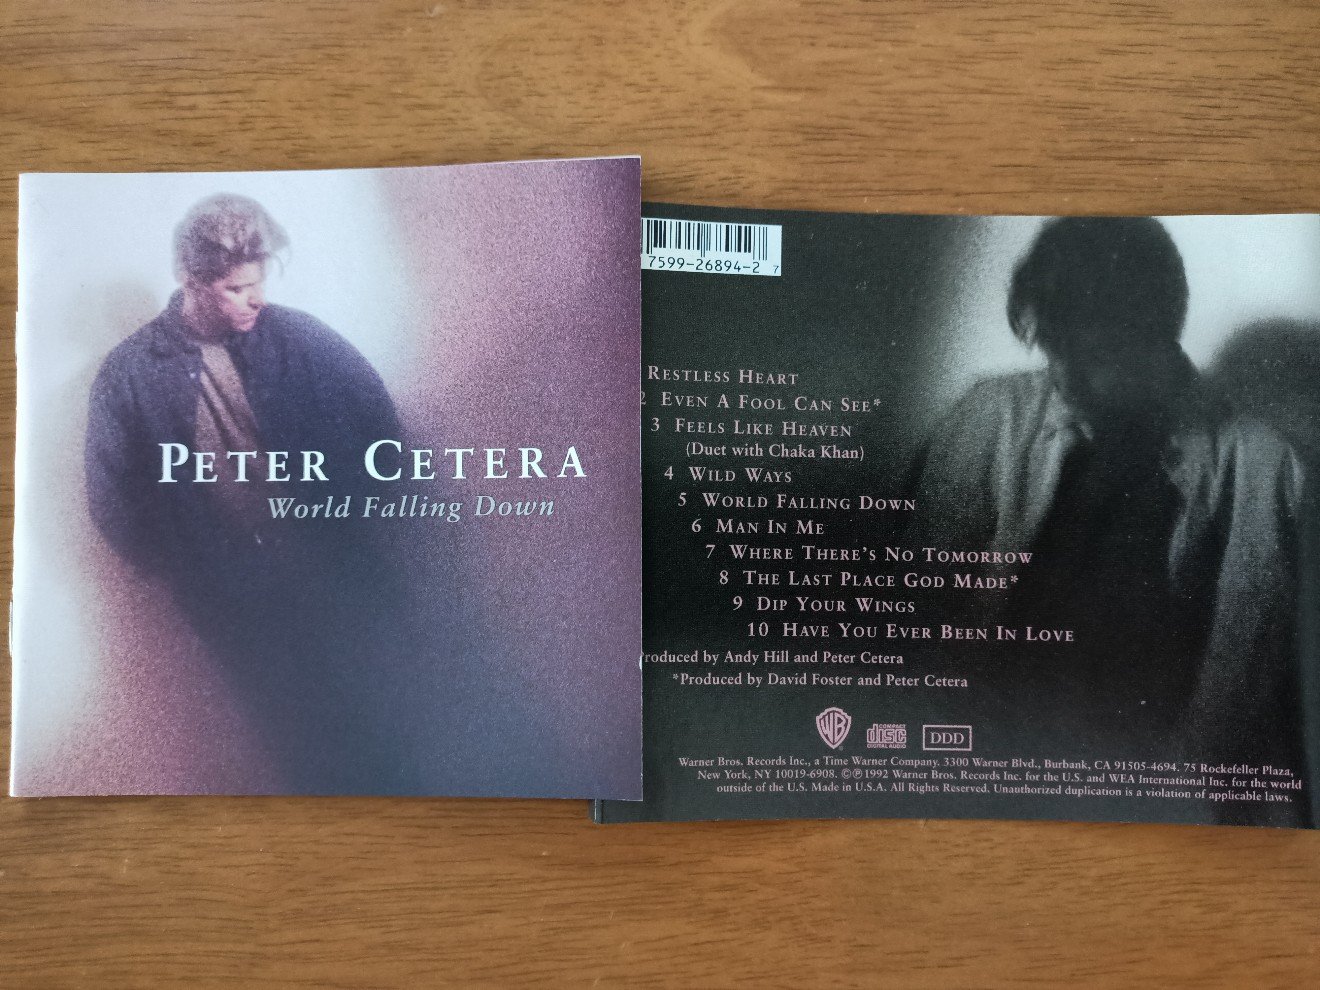 PETER CETERA
World Falling Down
7599-26894-2 7
RESTLESS HEART
2 EVEN A FOOL CAN SEE*
3 FEELS LIKE HEAVEN
(Duet with Chaka Khan)
4 WILD WAYS
5 WORLD FALLING DOWN
6 MAN IN ME
7 WHERE THERE'S NO TOMORROW
8 THE LAST PLACE GOD MADE*
9 DIP YOUR WINGS
10 HAVE YOU EVER BEEN IN LOVE
roduced by Andy Hill and Peter Cetera
*Produced by David Foster and Peter Cetera
WB COMPACT disc DIGITAL AUDIO DDD
Warner Bros. Records Inc., a Time Warner Company. 3300 Warner Blvd., Burbank, CA 91505-4694. 75 Rockefeller Plaza,
New York, NY 10019-6908. ©℗1992 Warner Bros. Records Inc. for the U.S. and WEA International Inc. for the world
outside of the U.S. Made in U.S.A. All Rights Reserved. Unauthorized duplication is a violation of applicable laws.